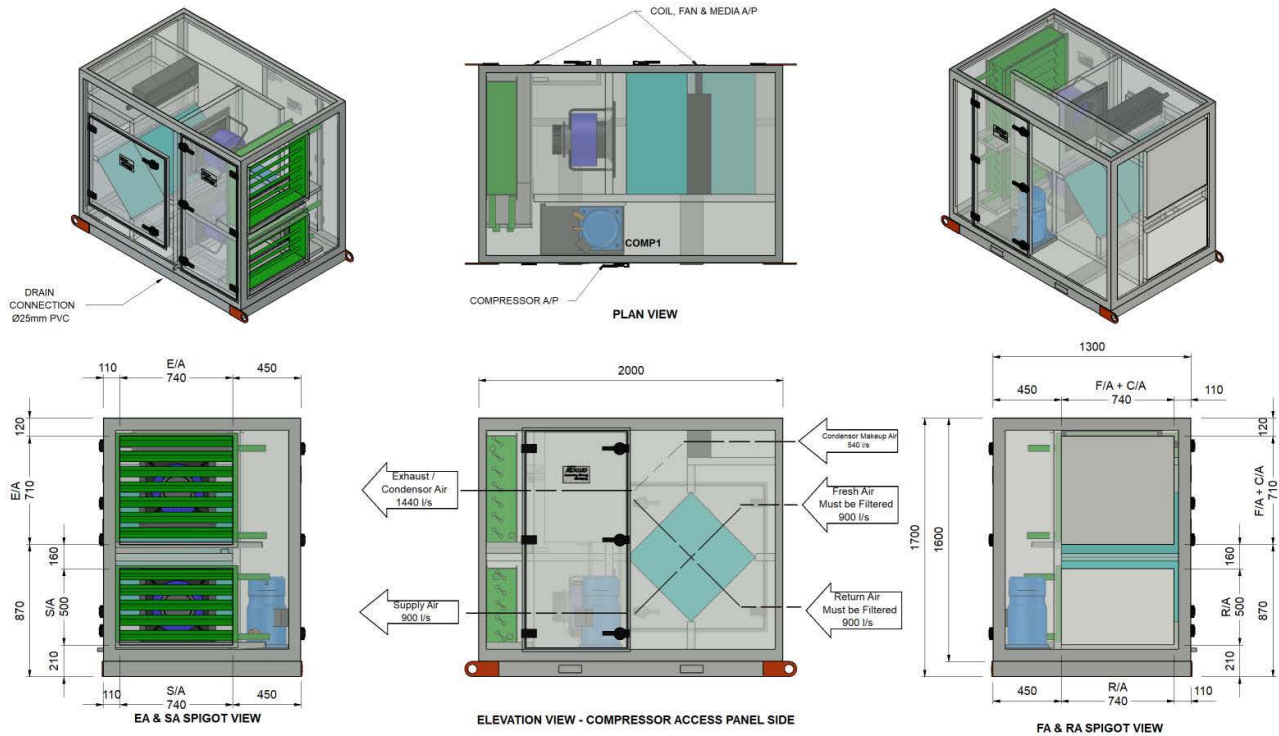 COIL, FAN & MEDIA A/P
DRAIN
CONNECTION
Ø25mm PVC
COMP1
COMPRESSOR A/P
PLAN VIEW
E/A
110
740
450
120
E/A
710
160
870
S/A
500
210
S/A
110
740
450
EA & SA SPIGOT VIEW
2000
Condensor Makeup Air
540 l/s
Exhaust /
Condensor Air
1440 l/s
Fresh Air
Must be Filtered
900 l/s
Supply Air
900 l/s
Return Air
Must be Filtered
900 l/s
ELEVATION VIEW - COMPRESSOR ACCESS PANEL SIDE
1300
F/A + C/A
450
740
110
120
F/A + C/A
710
1700
1600
160
R/A
500
870
210
R/A
450
740
110
FA & RA SPIGOT VIEW